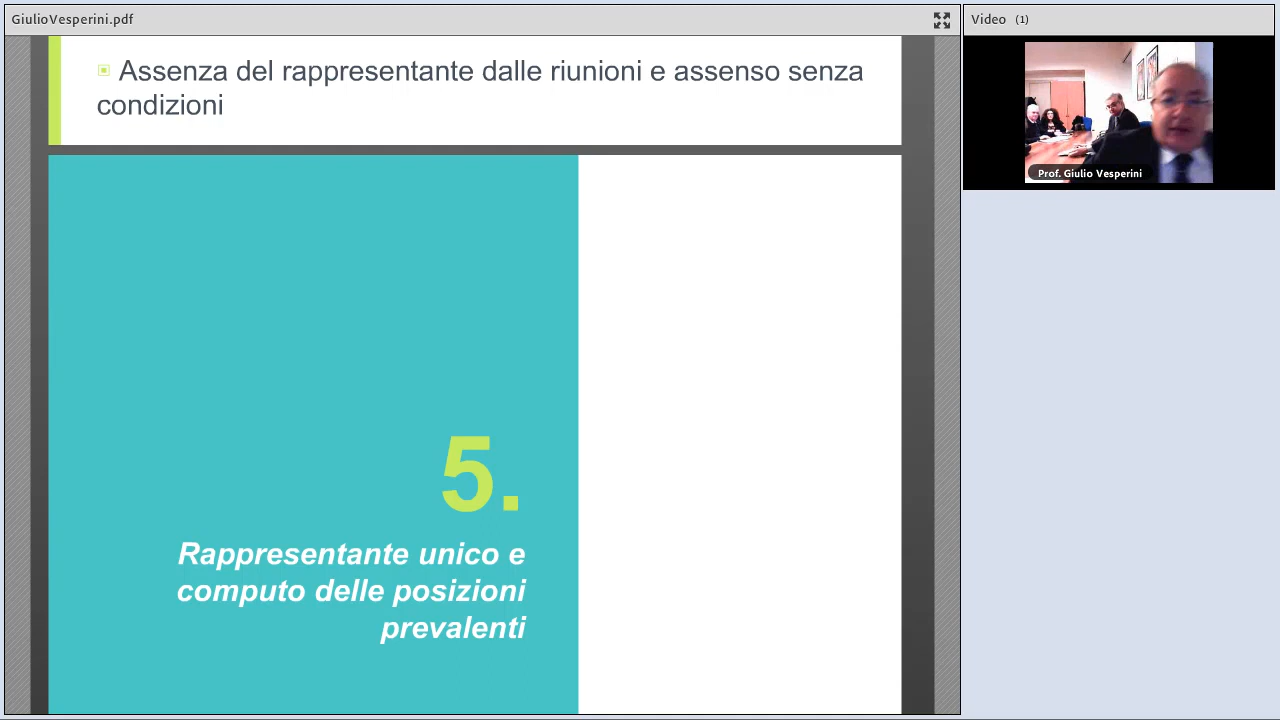 GiulioVesperini.pdf
Video (1)
Assenza del rappresentante dalle riunioni e assenso senza
condizioni
Prof. Giulio Vesperini
5.
Rappresentante unico e
computo delle posizioni
prevalenti